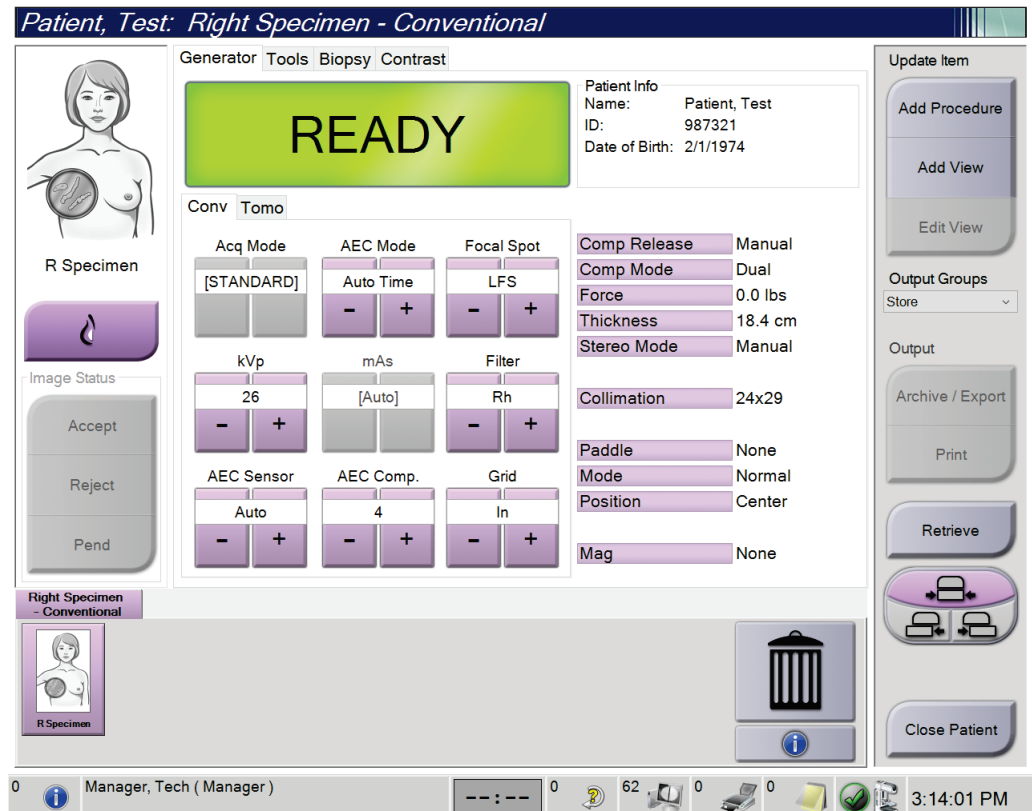 Patient, Test: Right Specimen - Conventional
Generator Tools Biopsy Contrast
READY
Patient Info
Name: Patient, Test
ID: 987321
Date of Birth: 2/1/1974
R Specimen
Image Status
Accept
Reject
Pend
Conv Tomo
Acq Mode AEC Mode Focal Spot
[STANDARD] Auto Time LFS
- + - +
kVp mAs Filter
26 [Auto] Rh
- + - +
AEC Sensor AEC Comp. Grid
Auto 4 In
- + - + - +
Comp Release Manual
Comp Mode Dual
Force 0.0 lbs
Thickness 18.4 cm
Stereo Mode Manual
Collimation 24x29
Paddle None
Mode Normal
Position Center
Mag None
Update Item
Add Procedure
Add View
Edit View
Output Groups
Store
Output
Archive / Export
Print
Retrieve
Close Patient
Right Specimen
- Conventional
R Specimen
0 Manager, Tech ( Manager ) --:-- 0 62 0 0 3:14:01 PM